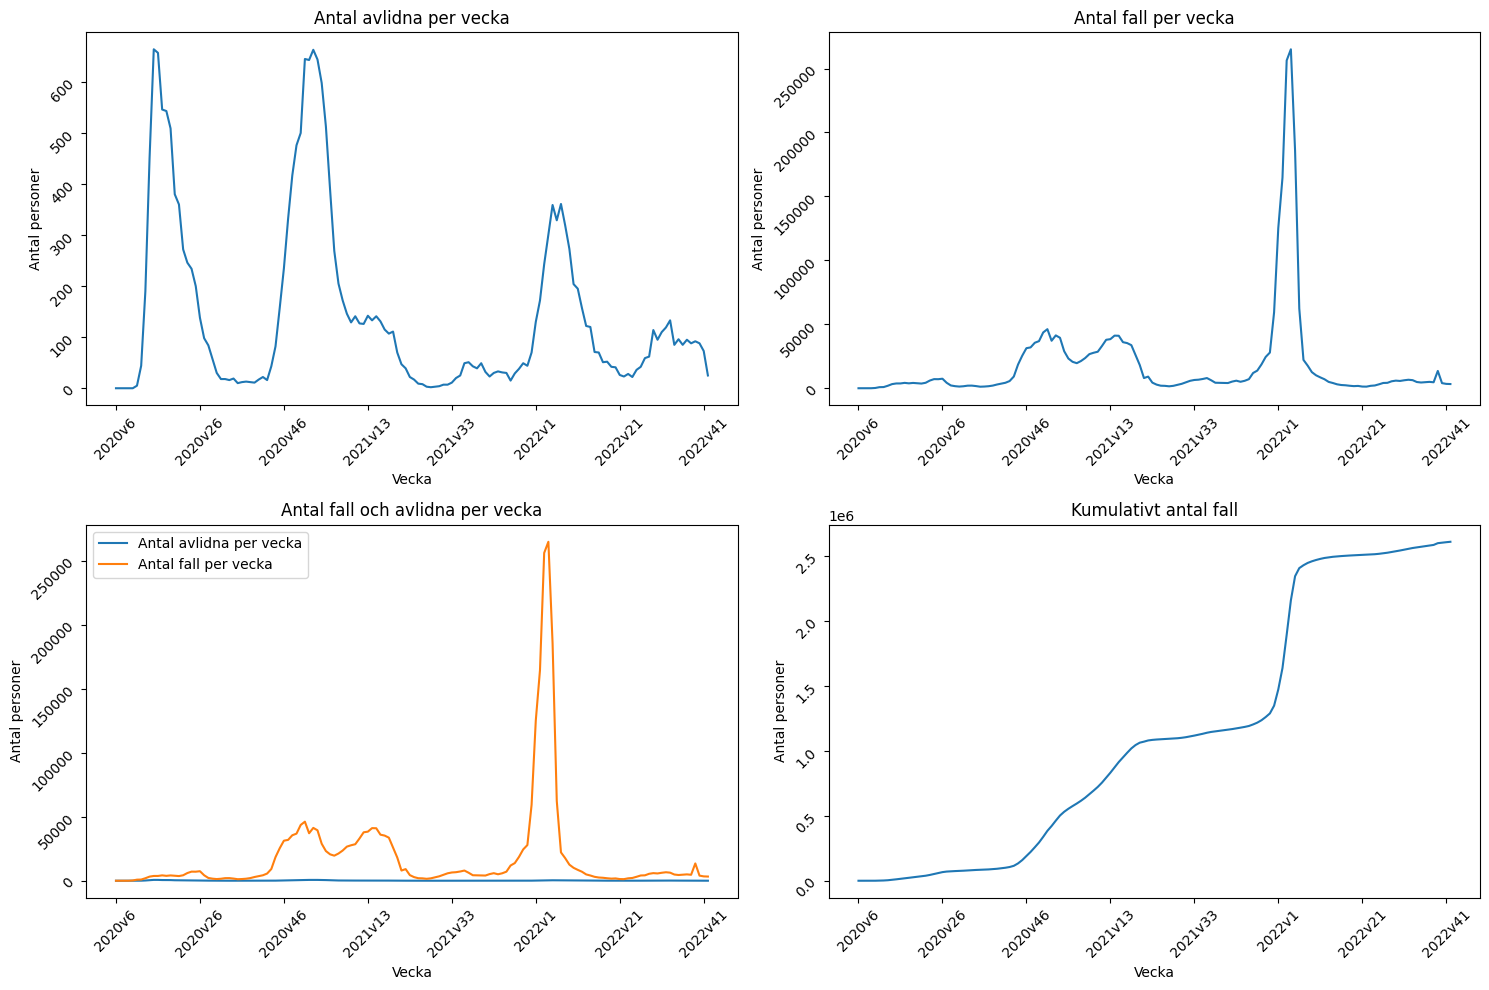 Antal avlidna per vecka
Antal personer
600
500
400
300
200
100
0
2020v6 2020v26 2020v46 2021v13 2021v33 2022v1 2022v21 2022v41
Vecka
Antal fall per vecka
Antal personer
250000
200000
150000
100000
50000
0
2020v6 2020v26 2020v46 2021v13 2021v33 2022v1 2022v21 2022v41
Vecka
Antal fall och avlidna per vecka
Antal avlidna per vecka
Antal fall per vecka
Antal personer
250000
200000
150000
100000
50000
0
2020v6 2020v26 2020v46 2021v13 2021v33 2022v1 2022v21 2022v41
Vecka
Kumulativt antal fall
1e6
Antal personer
2.5
2.0
1.5
1.0
0.5
0.0
2020v6 2020v26 2020v46 2021v13 2021v33 2022v1 2022v21 2022v41
Vecka